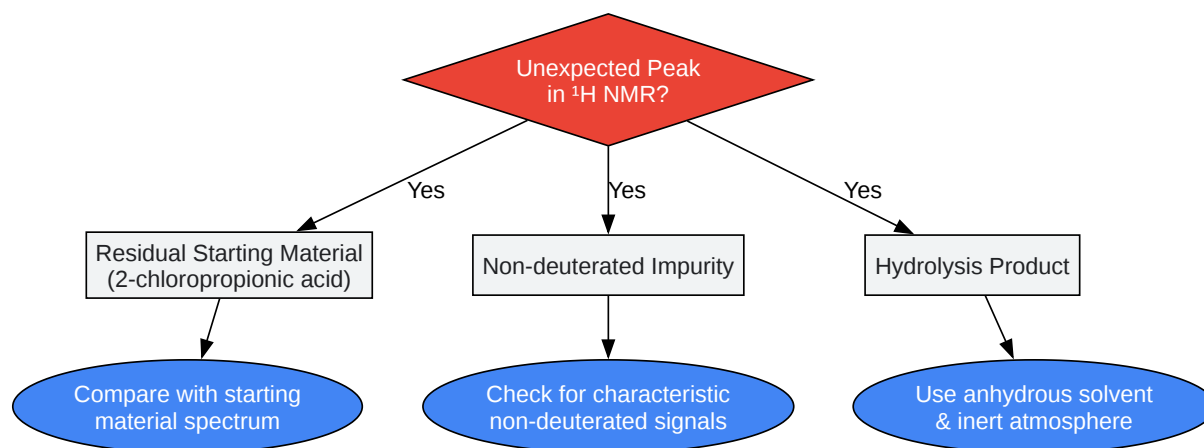 Unexpected Peak
in ¹H NMR?
Yes
Yes
Yes
Residual Starting Material
(2-chloropropionic acid)
Non-deuterated Impurity
Hydrolysis Product
Compare with starting
material spectrum
Check for characteristic
non-deuterated signals
Use anhydrous solvent
& inert atmosphere